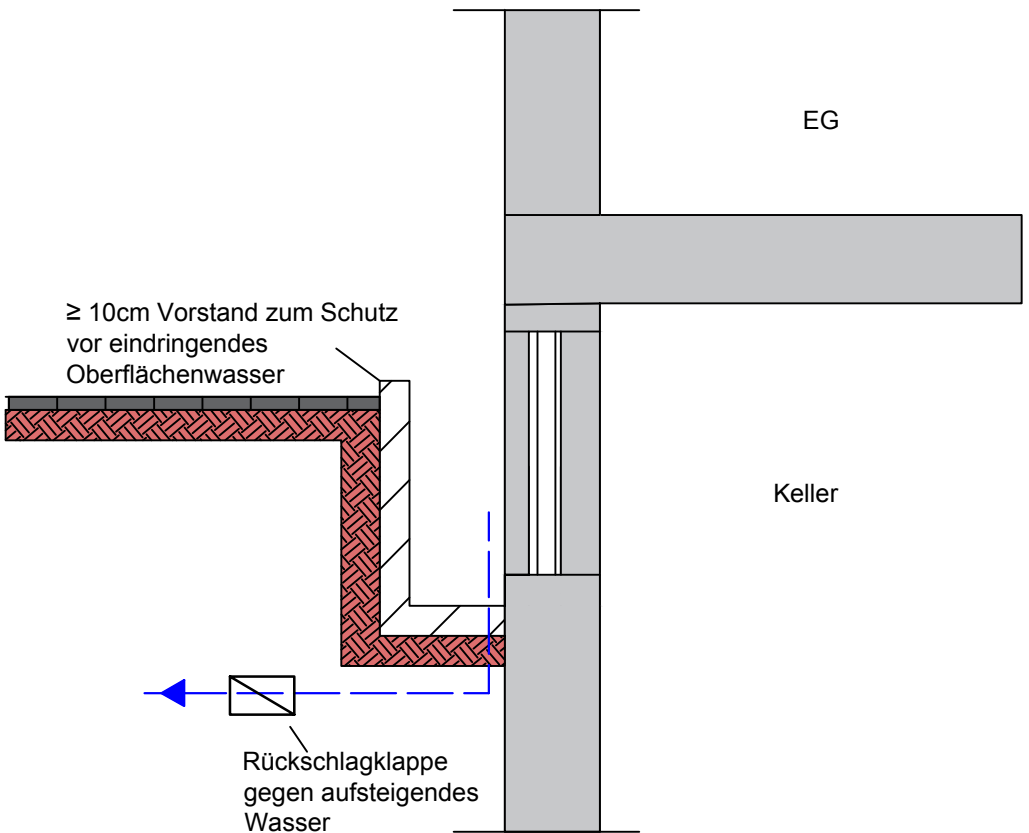 EG
≥ 10cm Vorstand zum Schutz
vor eindringendes
Oberflächenwasser
Keller
Rückschlagklappe
gegen aufsteigendes
Wasser